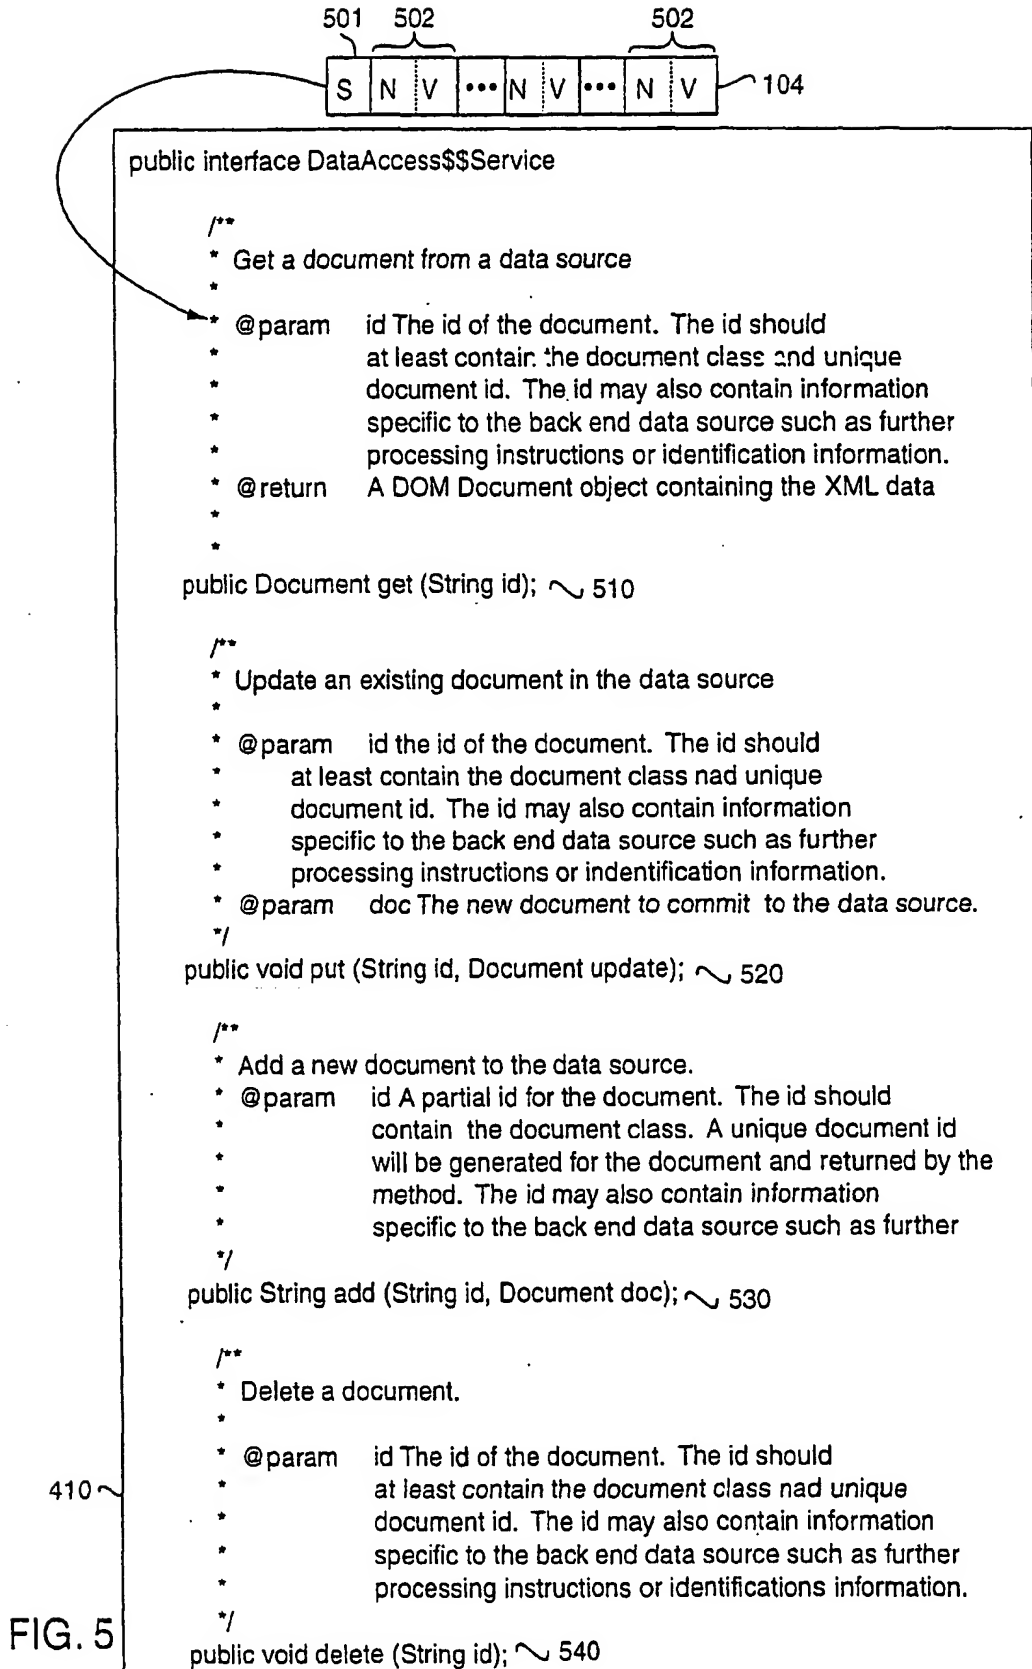 501 502 502
S N V ••• N V ••• N V 104
public interface DataAccess$$Service
/**
* Get a document from a data source
*
* @param id The id of the document. The id should
* at least contain the document class and unique
* document id. The id may also contain information
* specific to the back end data source such as further
* processing instructions or identification information.
* @return A DOM Document object containing the XML data
*
*
public Document get (String id); 510
/**
* Update an existing document in the data source
*
* @param id the id of the document. The id should
* at least contain the document class nad unique
* document id. The id may also contain information
* specific to the back end data source such as further
* processing instructions or indentification information.
* @param doc The new document to commit to the data source.
*/
public void put (String id, Document update); 520
/**
* Add a new document to the data source.
* @param id A partial id for the document. The id should
* contain the document class. A unique document id
* will be generated for the document and returned by the
* method. The id may also contain information
* specific to the back end data source such as further
*/
public String add (String id, Document doc); 530
/**
* Delete a document.
*
* @param id The id of the document. The id should
410 * at least contain the document class nad unique
* document id. The id may also contain information
* specific to the back end data source such as further
* processing instructions or identifications information.
*/
FIG. 5
public void delete (String id); 540